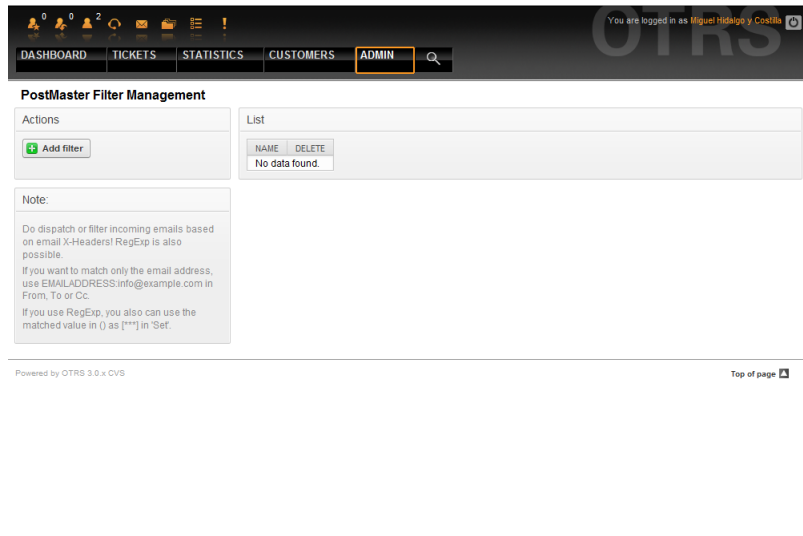 0 0 2
You are logged in as Miguel Hidalgo y Costilla
OTRS
DASHBOARD TICKETS STATISTICS CUSTOMERS ADMIN
PostMaster Filter Management
Actions
Add filter
List
NAME DELETE
No data found.
Note:
Do dispatch or filter incoming emails based
on email X-Headers! RegExp is also
possible.
If you want to match only the email address,
use EMAILADDRESS:info@example.com in
From, To or Cc.
If you use RegExp, you also can use the
matched value in () as [***] in 'Set'.
Powered by OTRS 3.0.x CVS
Top of page